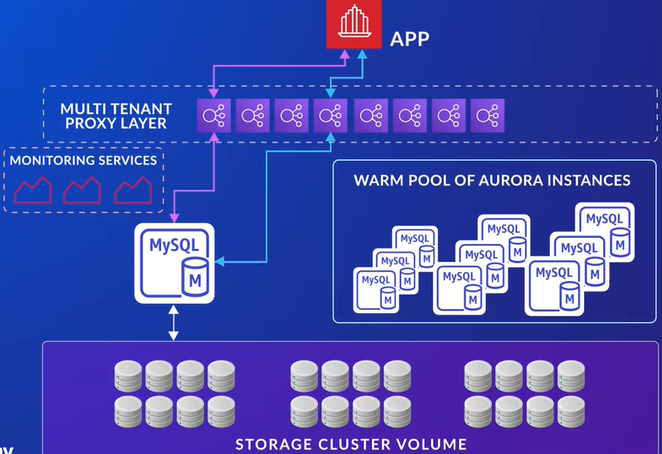 APP
MULTI TENANT
PROXY LAYER
MONITORING SERVICES
WARM POOL OF AURORA INSTANCES
MySQL
M
MySQL
M
MySQL
M
MySQL
M
MySQL
M
MySQL
M
MySQL
M
MySQL
M
MySQL
M
MySQL
M
STORAGE CLUSTER VOLUME